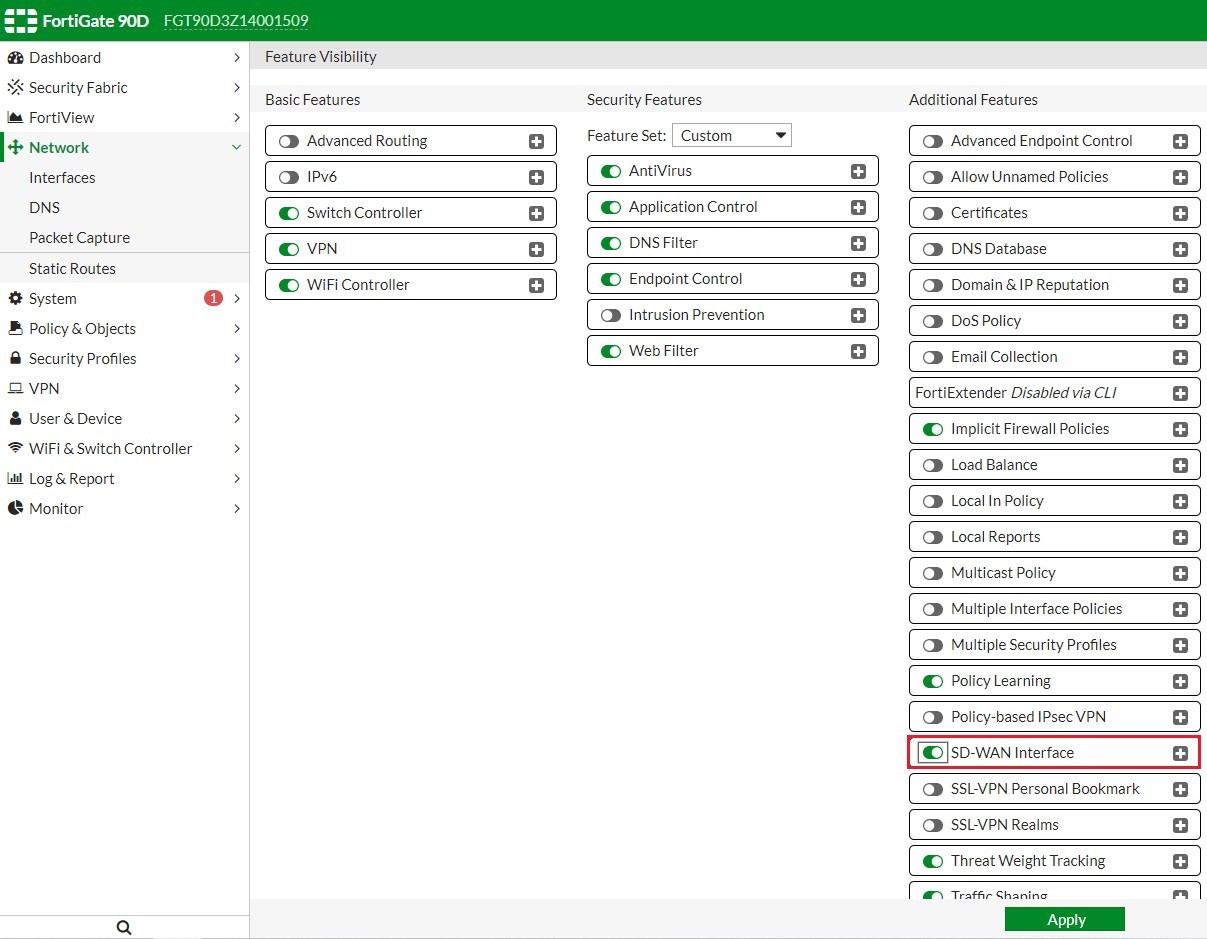 FortiGate 90D FGT90D3Z14001509
Dashboard
Security Fabric
FortiView
Network
Interfaces
DNS
Packet Capture
Static Routes
System 1
Policy & Objects
Security Profiles
VPN
User & Device
WiFi & Switch Controller
Log & Report
Monitor
Feature Visibility
Basic Features
Advanced Routing
IPv6
Switch Controller
VPN
WiFi Controller
Security Features
Feature Set: Custom
AntiVirus
Application Control
DNS Filter
Endpoint Control
Intrusion Prevention
Web Filter
Additional Features
Advanced Endpoint Control
Allow Unnamed Policies
Certificates
DNS Database
Domain & IP Reputation
DoS Policy
Email Collection
FortiExtender Disabled via CLI
Implicit Firewall Policies
Load Balance
Local In Policy
Local Reports
Multicast Policy
Multiple Interface Policies
Multiple Security Profiles
Policy Learning
Policy-based IPsec VPN
SD-WAN Interface
SSL-VPN Personal Bookmark
SSL-VPN Realms
Threat Weight Tracking
Traffic Shaping
Apply